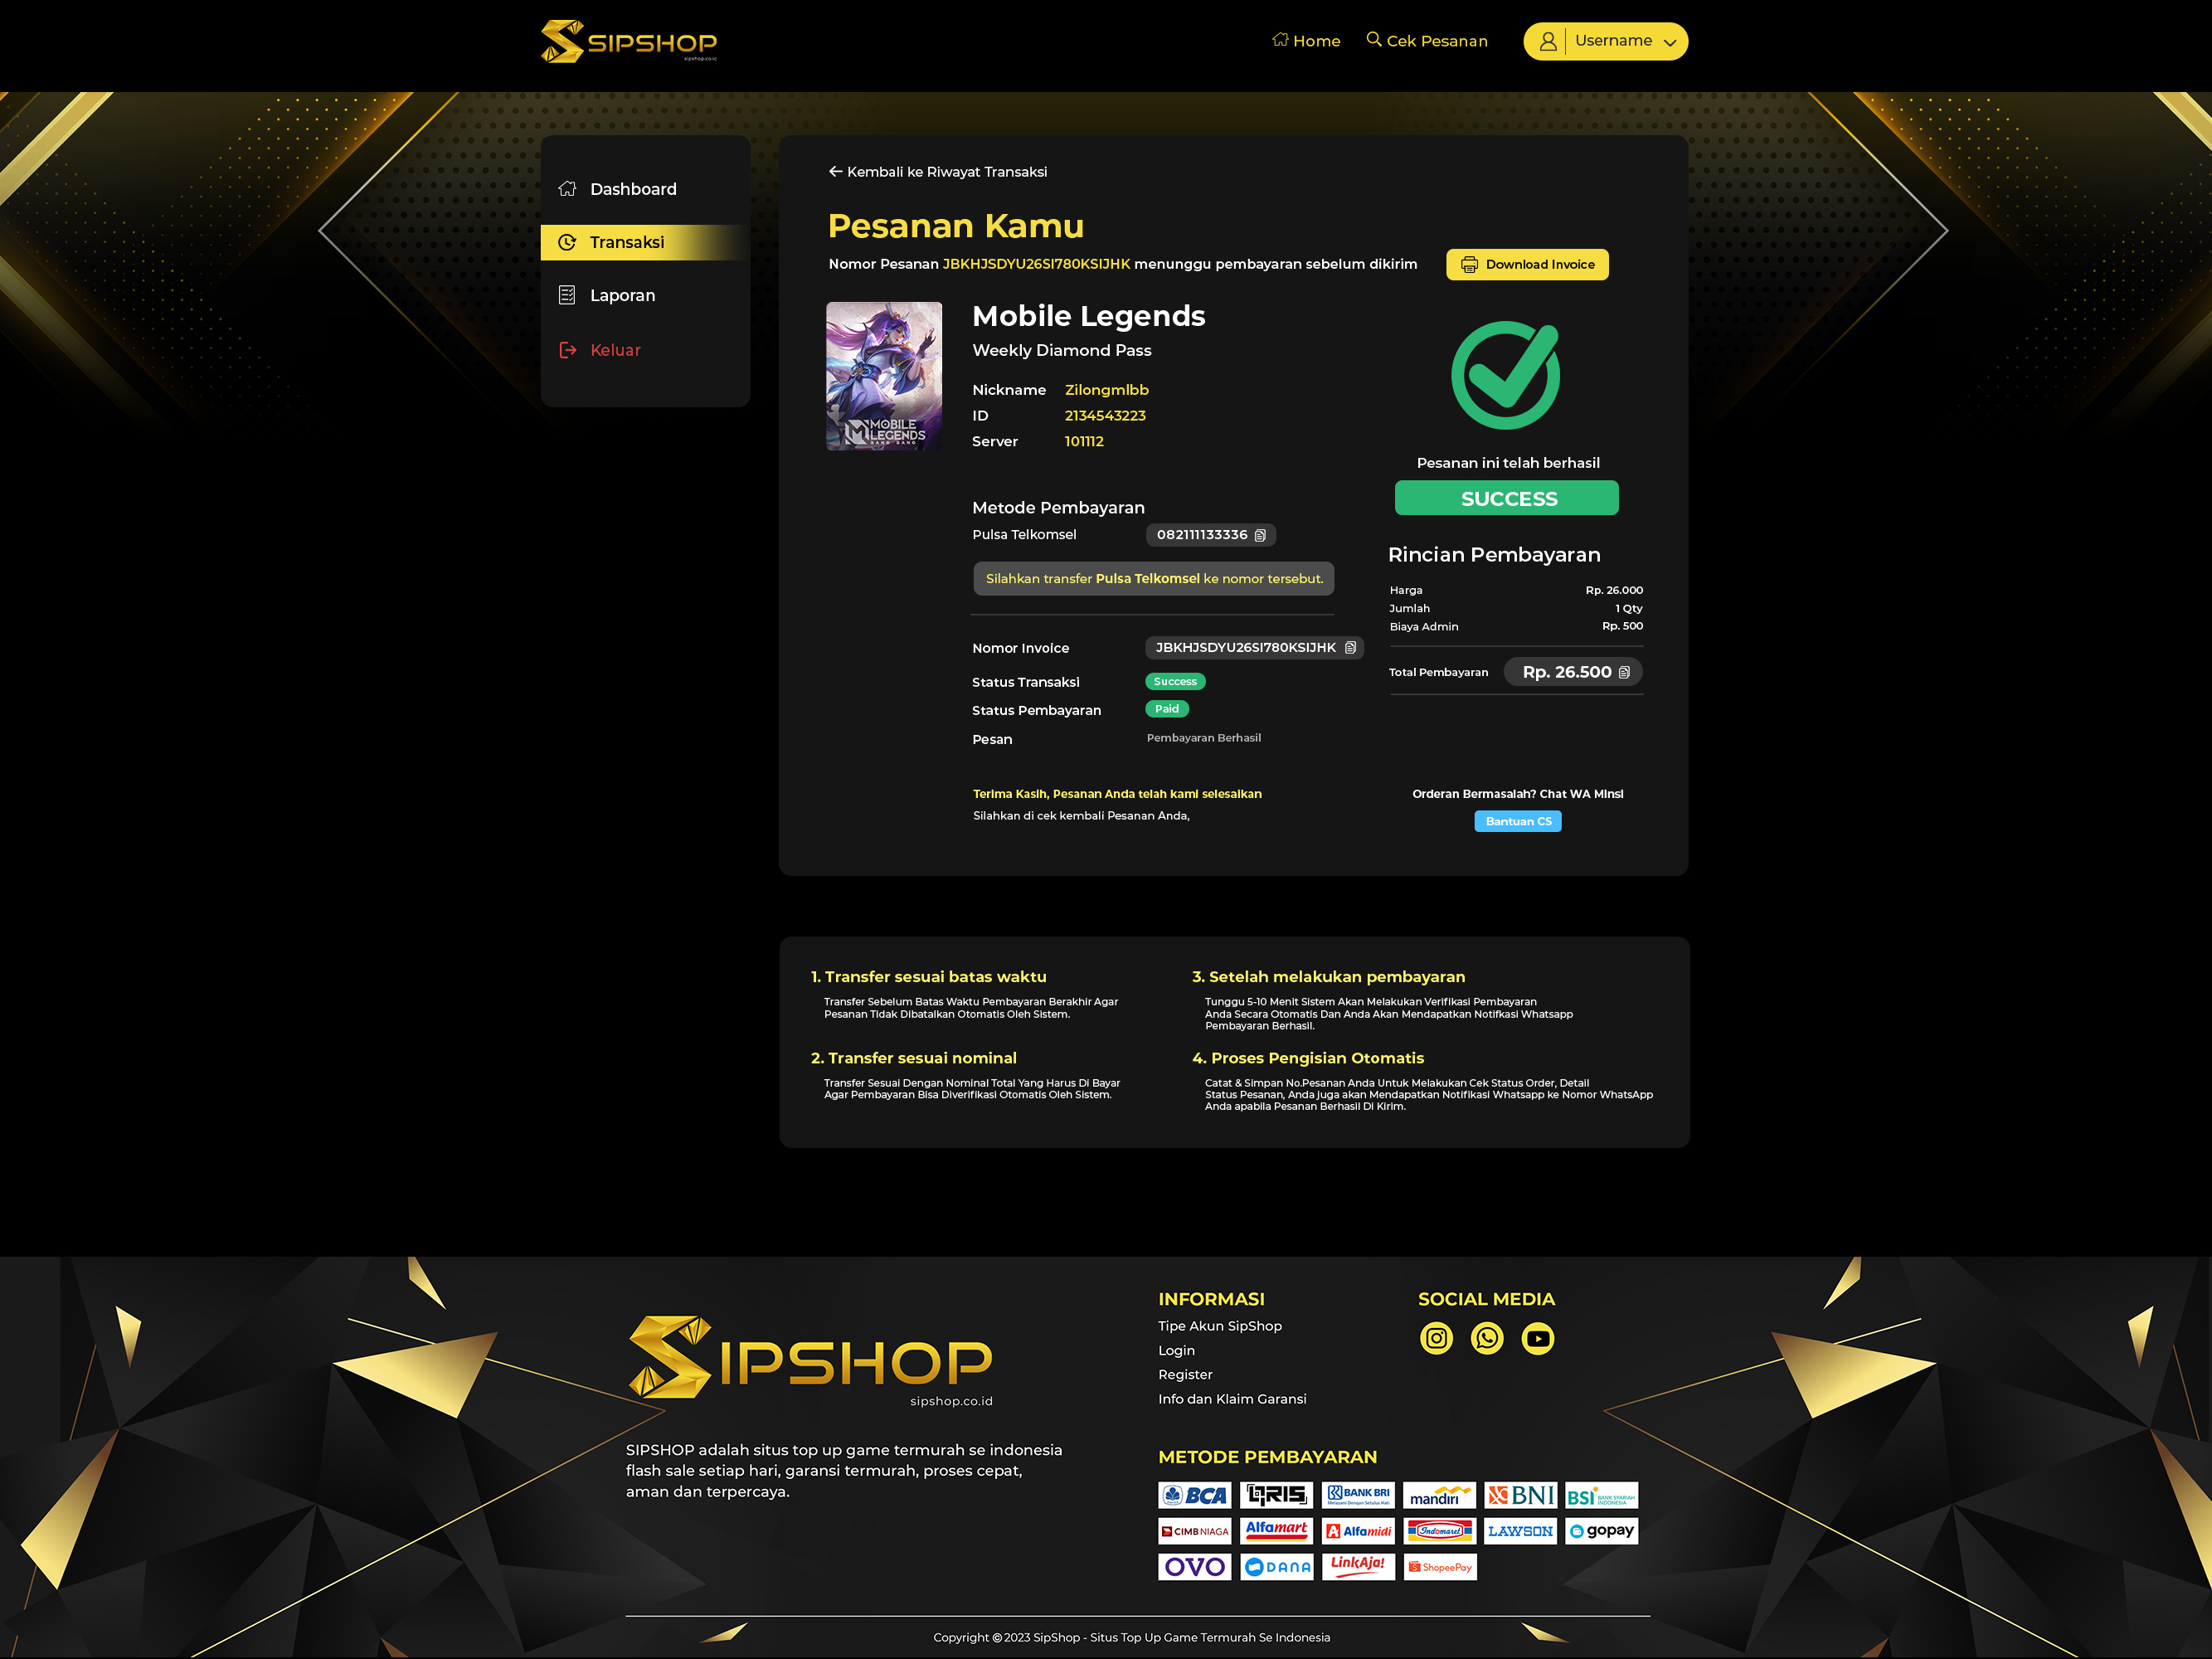 SIPSHOP
sipshop.co.id
Home
Cek Pesanan
Username
Dashboard
Transaksi
Laporan
Keluar
Kembali ke Riwayat Transaksi
Pesanan Kamu
Nomor Pesanan JBKHJSDYU26SI780KSIJHK menunggu pembayaran sebelum dikirim
Download Invoice
MOBILE
LEGENDS
BANG BANG
Mobile Legends
Weekly Diamond Pass
Nickname Zilongmlbb
ID 2134543223
Server 101112
Metode Pembayaran
Pulsa Telkomsel 082111133336
Silahkan transfer Pulsa Telkomsel ke nomor tersebut.
Nomor Invoice JBKHJSDYU26SI780KSIJHK
Status Transaksi Success
Status Pembayaran Paid
Pesan Pembayaran Berhasil
Terima Kasih, Pesanan Anda telah kami selesaikan
Silahkan di cek kembali Pesanan Anda,
Pesanan ini telah berhasil
SUCCESS
Rincian Pembayaran
Harga Rp. 26.000
Jumlah 1 Qty
Biaya Admin Rp. 500
Total Pembayaran Rp. 26.500
Orderan Bermasalah? Chat WA Minsi
Bantuan CS
1. Transfer sesuai batas waktu
Transfer Sebelum Batas Waktu Pembayaran Berakhir Agar
Pesanan Tidak Dibatalkan Otomatis Oleh Sistem.
2. Transfer sesuai nominal
Transfer Sesuai Dengan Nominal Total Yang Harus Di Bayar
Agar Pembayaran Bisa Diverifikasi Otomatis Oleh Sistem.
3. Setelah melakukan pembayaran
Tunggu 5-10 Menit Sistem Akan Melakukan Verifikasi Pembayaran
Anda Secara Otomatis Dan Anda Akan Mendapatkan Notifkasi Whatsapp
Pembayaran Berhasil.
4. Proses Pengisian Otomatis
Catat & Simpan No.Pesanan Anda Untuk Melakukan Cek Status Order, Detail
Status Pesanan, Anda juga akan Mendapatkan Notifikasi Whatsapp ke Nomor WhatsApp
Anda apabila Pesanan Berhasil Di Kirim.
SIPSHOP
sipshop.co.id
SIPSHOP adalah situs top up game termurah se indonesia
flash sale setiap hari, garansi termurah, proses cepat,
aman dan terpercaya.
INFORMASI
Tipe Akun SipShop
Login
Register
Info dan Klaim Garansi
SOCIAL MEDIA
METODE PEMBAYARAN
BCA QRIS BANK BRI mandiri BNI BSI BANK SYARIAH INDONESIA
Melayani Dengan Setulus Hati
CIMB NIAGA Alfamart Alfamidi Indomaret LAWSON gopay
OVO DANA LinkAja! ShopeePay
Copyright © 2023 SipShop - Situs Top Up Game Termurah Se Indonesia